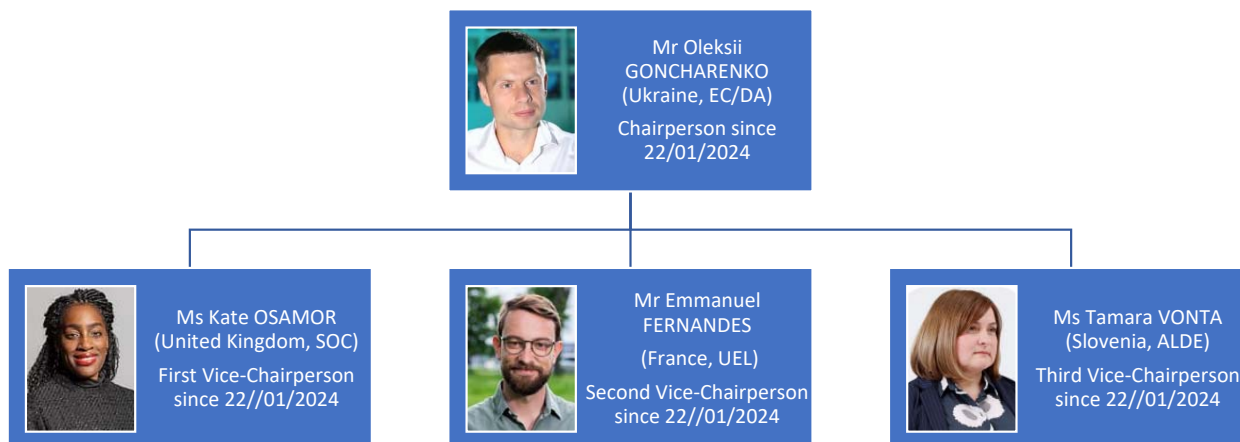 Mr Oleksii
GONCHARENKO
(Ukraine, EC/DA)
Chairperson since
22/01/2024
Ms Kate OSAMOR
(United Kingdom, SOC)
First Vice-Chairperson
since 22//01/2024
Mr Emmanuel
FERNANDES
(France, UEL)
Second Vice-Chairperson
since 22//01/2024
Ms Tamara VONTA
(Slovenia, ALDE)
Third Vice-Chairperson
since 22//01/2024